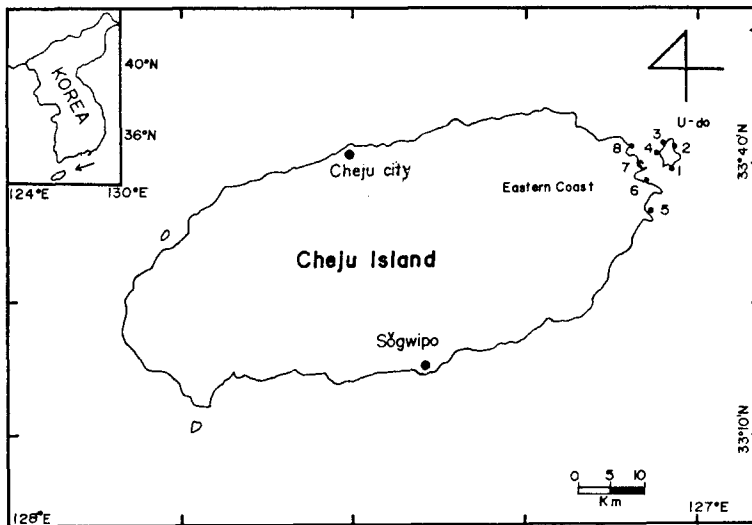 40°N
KOREA
36°N
124°E
130°E
U-do
3
4
2
8
7
1
6
5
33°40'N
Cheju city
Eastern Coast
Cheju Island
Sŏgwipo
33°10'N
0 5 10
Km
128°E
127°E